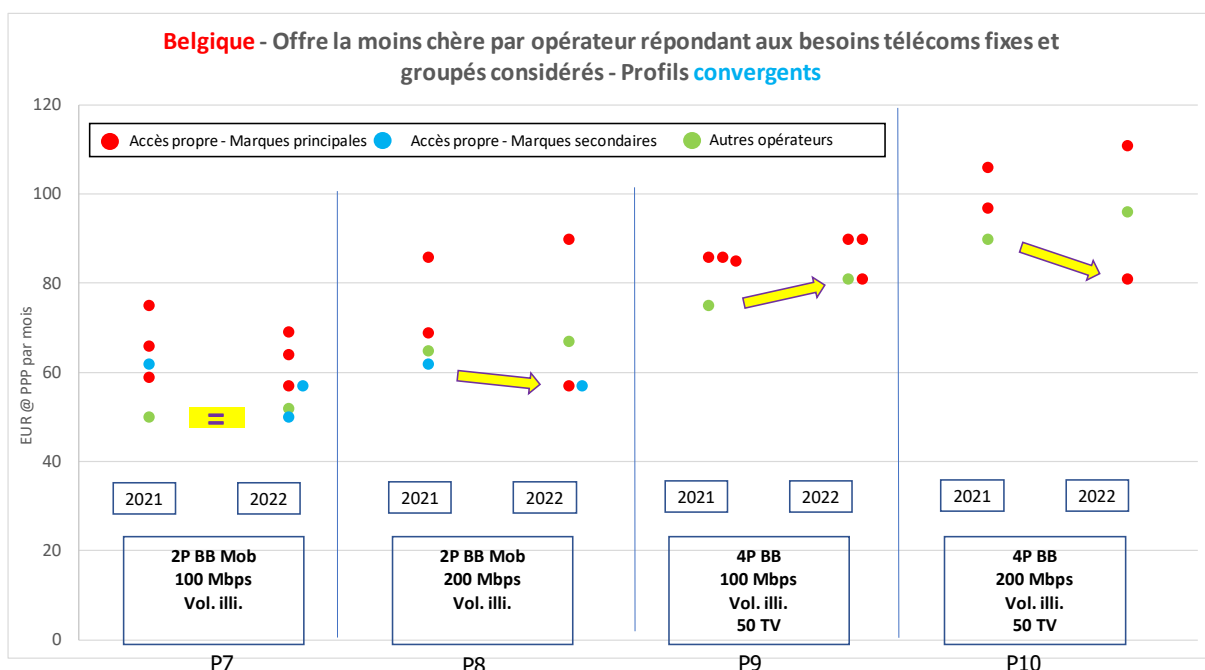 Belgique - Offre la moins chère par opérateur répondant aux besoins télécoms fixes et
groupés considérés - Profils convergents
120
Accès propre - Marques principales
Accès propre - Marques secondaires
Autres opérateurs
100
80
60
40
20
0
EUR @ PPP par mois
=
2021
2022
2021
2022
2021
2022
2021
2022
2P BB Mob
100 Mbps
Vol. illi.
2P BB Mob
200 Mbps
Vol. illi.
4P BB
100 Mbps
Vol. illi.
50 TV
4P BB
200 Mbps
Vol. illi.
50 TV
P7
P8
P9
P10